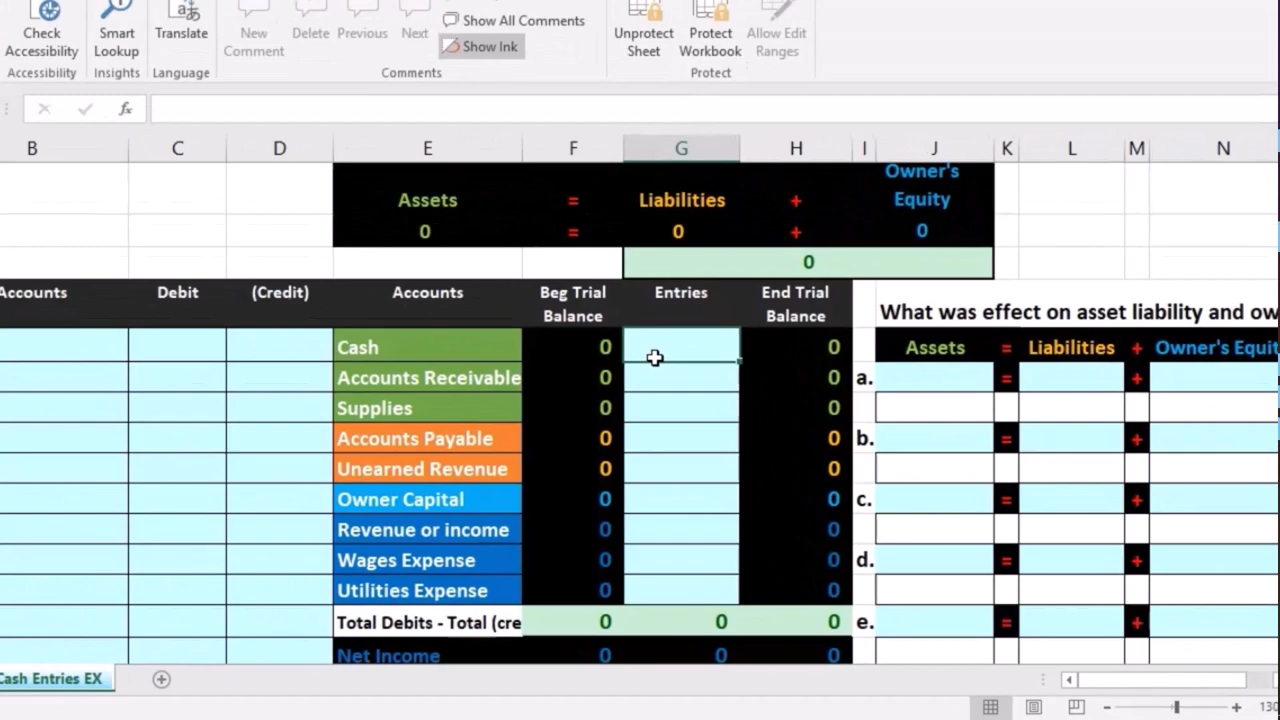 Show All Comments
Check Accessibility
Smart Lookup
Translate
New Comment
Delete
Previous
Next
Show Ink
Unprotect Sheet
Protect Workbook
Allow Edit Ranges
Accessibility
Insights
Language
Comments
Protect
fx
B C D E F G H I J K L M N
Assets = Liabilities + Owner's Equity
0 = 0 + 0
0
Accounts Debit (Credit) Accounts Beg Trial Balance Entries End Trial Balance
What was effect on asset liability and ow
Cash 0 0 Assets = Liabilities + Owner's Equit
Accounts Receivable 0 0 a. = +
Supplies 0 0
Accounts Payable 0 0 b. = +
Unearned Revenue 0 0
Owner Capital 0 0 c. = +
Revenue or income 0 0
Wages Expense 0 0 d. = +
Utilities Expense 0 0
Total Debits - Total (cre 0 0 0 e. = +
Net Income 0 0 0
Cash Entries EX
130